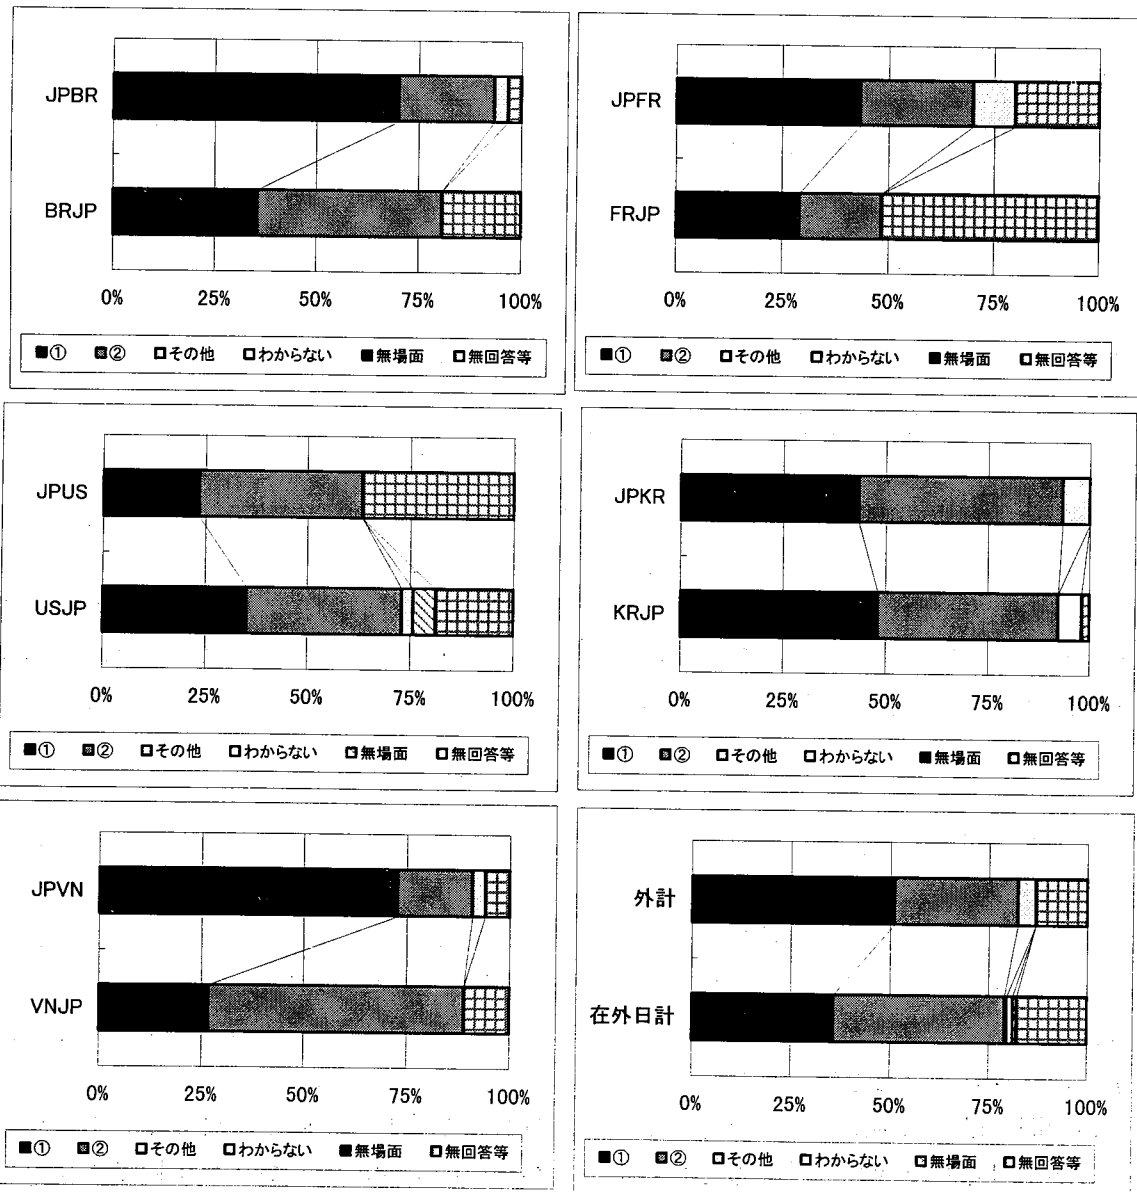 JPBR
BRJP
0% 25% 50% 75% 100%
■① ■② □その他 □わからない ■無場面 □無回答等
JPFR
FRJP
0% 25% 50% 75% 100%
■① ■② □その他 □わからない ■無場面 □無回答等
JPUS
USJP
0% 25% 50% 75% 100%
■① ■② □その他 □わからない □無場面 □無回答等
JPKR
KRJP
0% 25% 50% 75% 100%
■① ■② □その他 □わからない ■無場面 □無回答等
JPVN
VNJP
0% 25% 50% 75% 100%
■① ■② □その他 □わからない ■無場面 □無回答等
外計
在外日計
0% 25% 50% 75% 100%
■① ■② □その他 □わからない □無場面 □無回答等